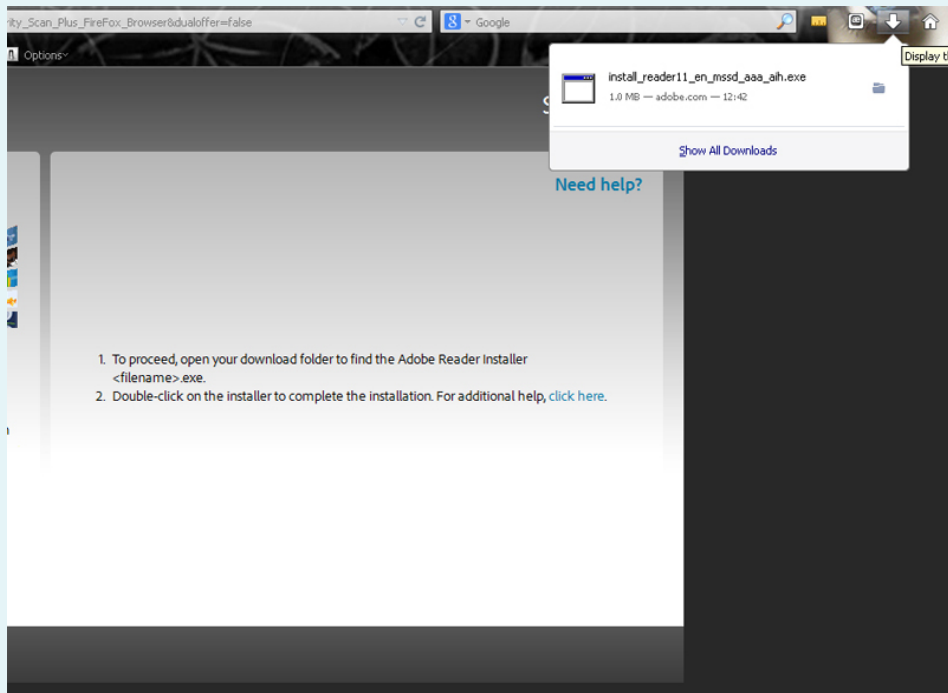 rity_Scan_Plus_FireFox_Browser&dualoffer=false
8 Google
Options
Display t
install_reader11_en_mssd_aaa_aih.exe
1.0 MB — adobe.com — 12:42
Show All Downloads
S
Need help?
1. To proceed, open your download folder to find the Adobe Reader Installer
<filename>.exe.
2. Double-click on the installer to complete the installation. For additional help, click here.